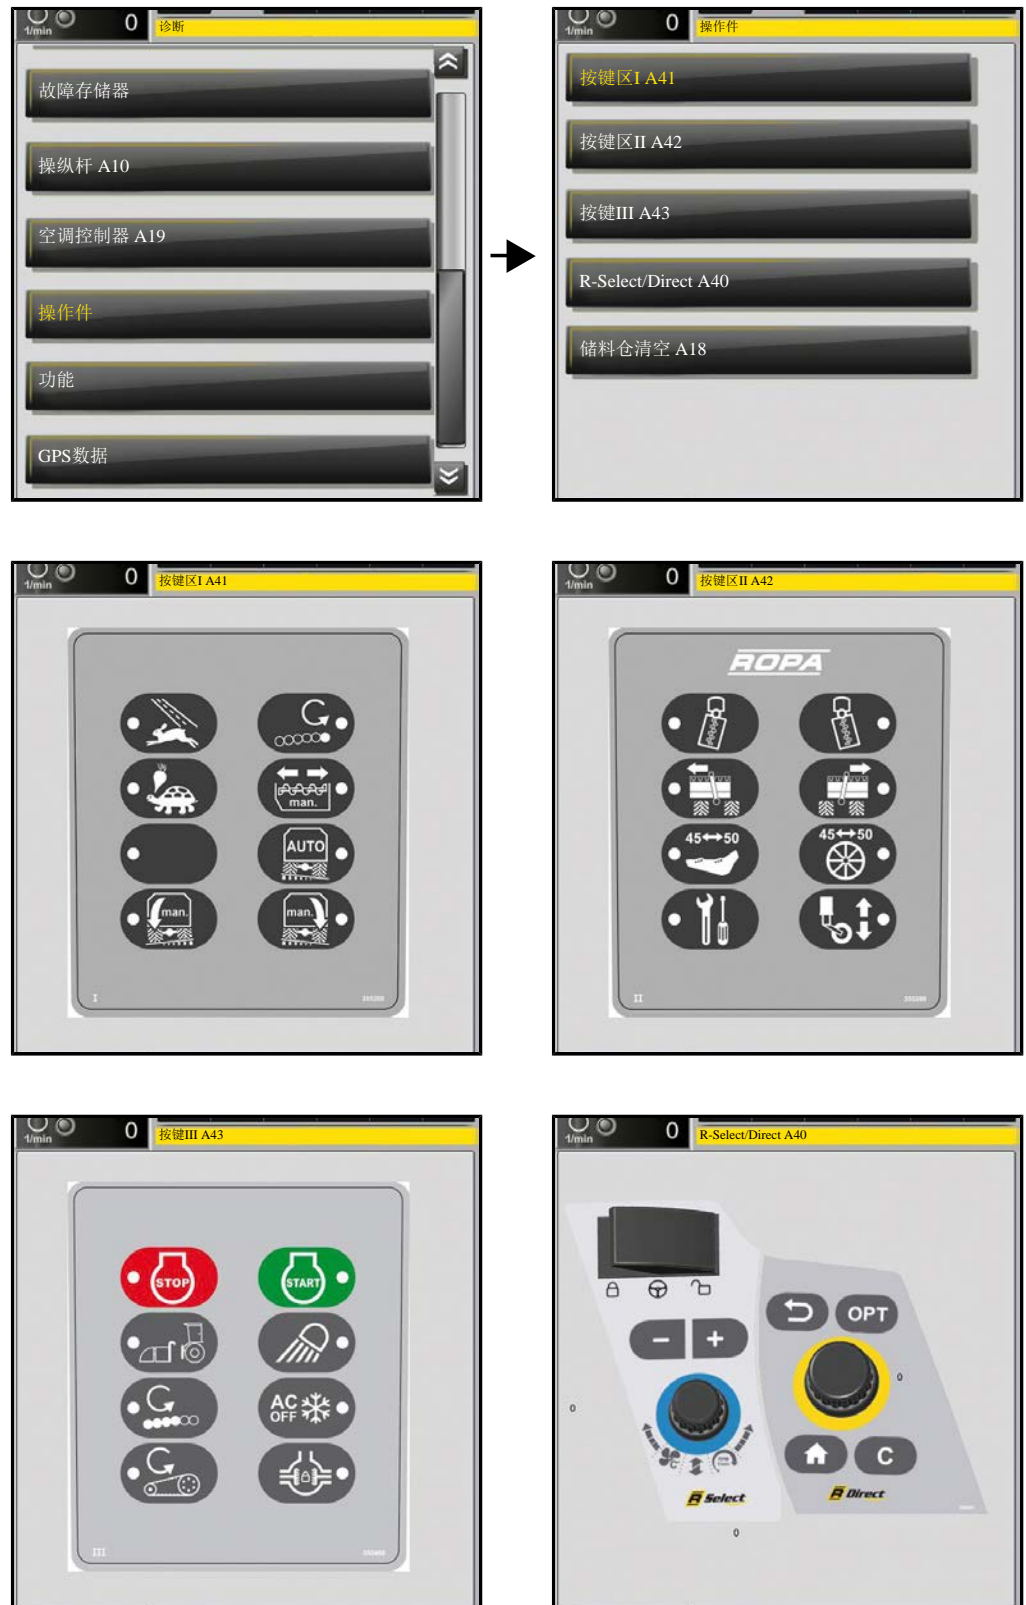 1/min
0
诊断
故障存储器
操纵杆 A10
空调控制器 A19
操作件
功能
GPS数据
1/min
0
操作件
按键区I A41
按键区II A42
按键III A43
R-Select/Direct A40
储料仓清空 A18
1/min
0
按键区I A41
man.
AUTO
man.
man.
I
1/min
0
按键区II A42
ROPA
45↔50
45↔50
II
1/min
0
按键III A43
STOP
START
AC
OFF
III
1/min
0
R-Select/Direct A40
− +
OPT
0
0
C
°C
R Select
R Direct
0